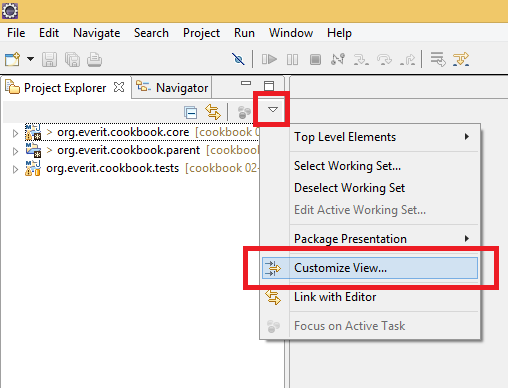 File Edit Navigate Search Project Run Window Help
Project Explorer Navigator
> org.everit.cookbook.core [cookbook 0
> org.everit.cookbook.parent [cookbook
org.everit.cookbook.tests [cookbook 02-
Top Level Elements
Select Working Set...
Deselect Working Set
Edit Active Working Set...
Package Presentation
Customize View...
Link with Editor
Focus on Active Task